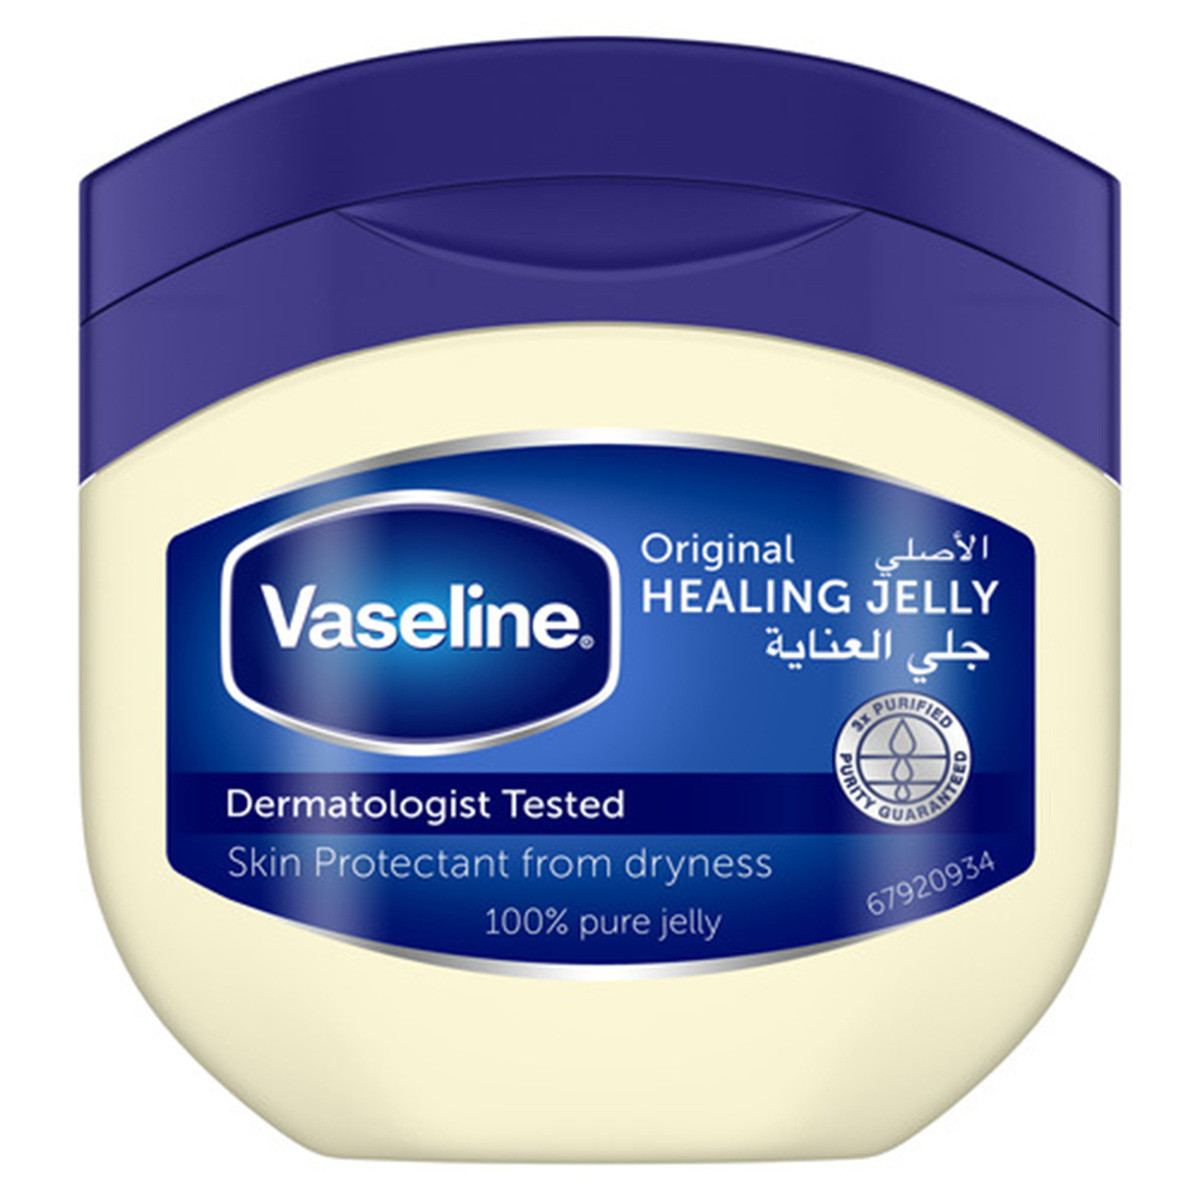 Vaseline®
Original الأصلي
HEALING JELLY
جلي العناية
3x PURIFIED
PURITY GUARANTEED
Dermatologist Tested
Skin Protectant from dryness
100% pure jelly
67920934